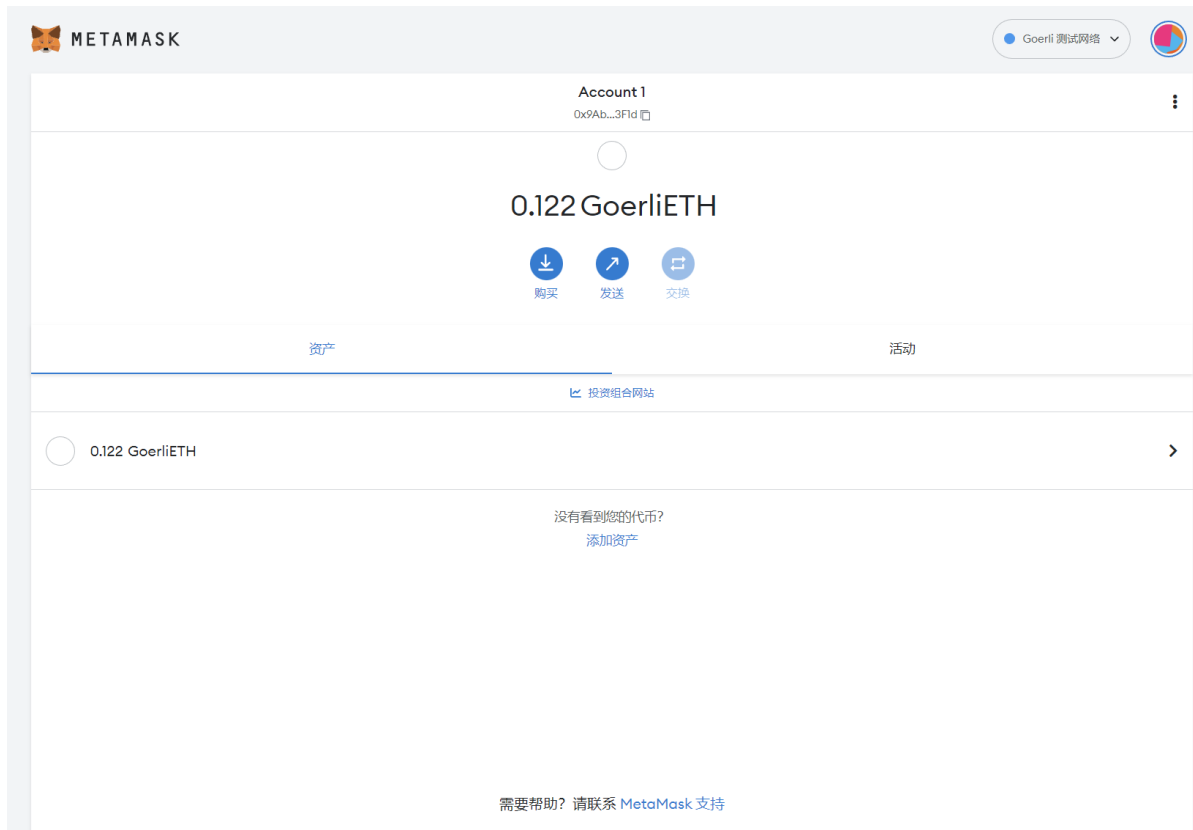 METAMASK
Goerli 测试网络
Account 1
0x9Ab...3F1d
0.122 GoerliETH
购买 发送 交换
资产 活动
投资组合网站
0.122 GoerliETH
没有看到您的代币?
添加资产
需要帮助？请联系 MetaMask 支持